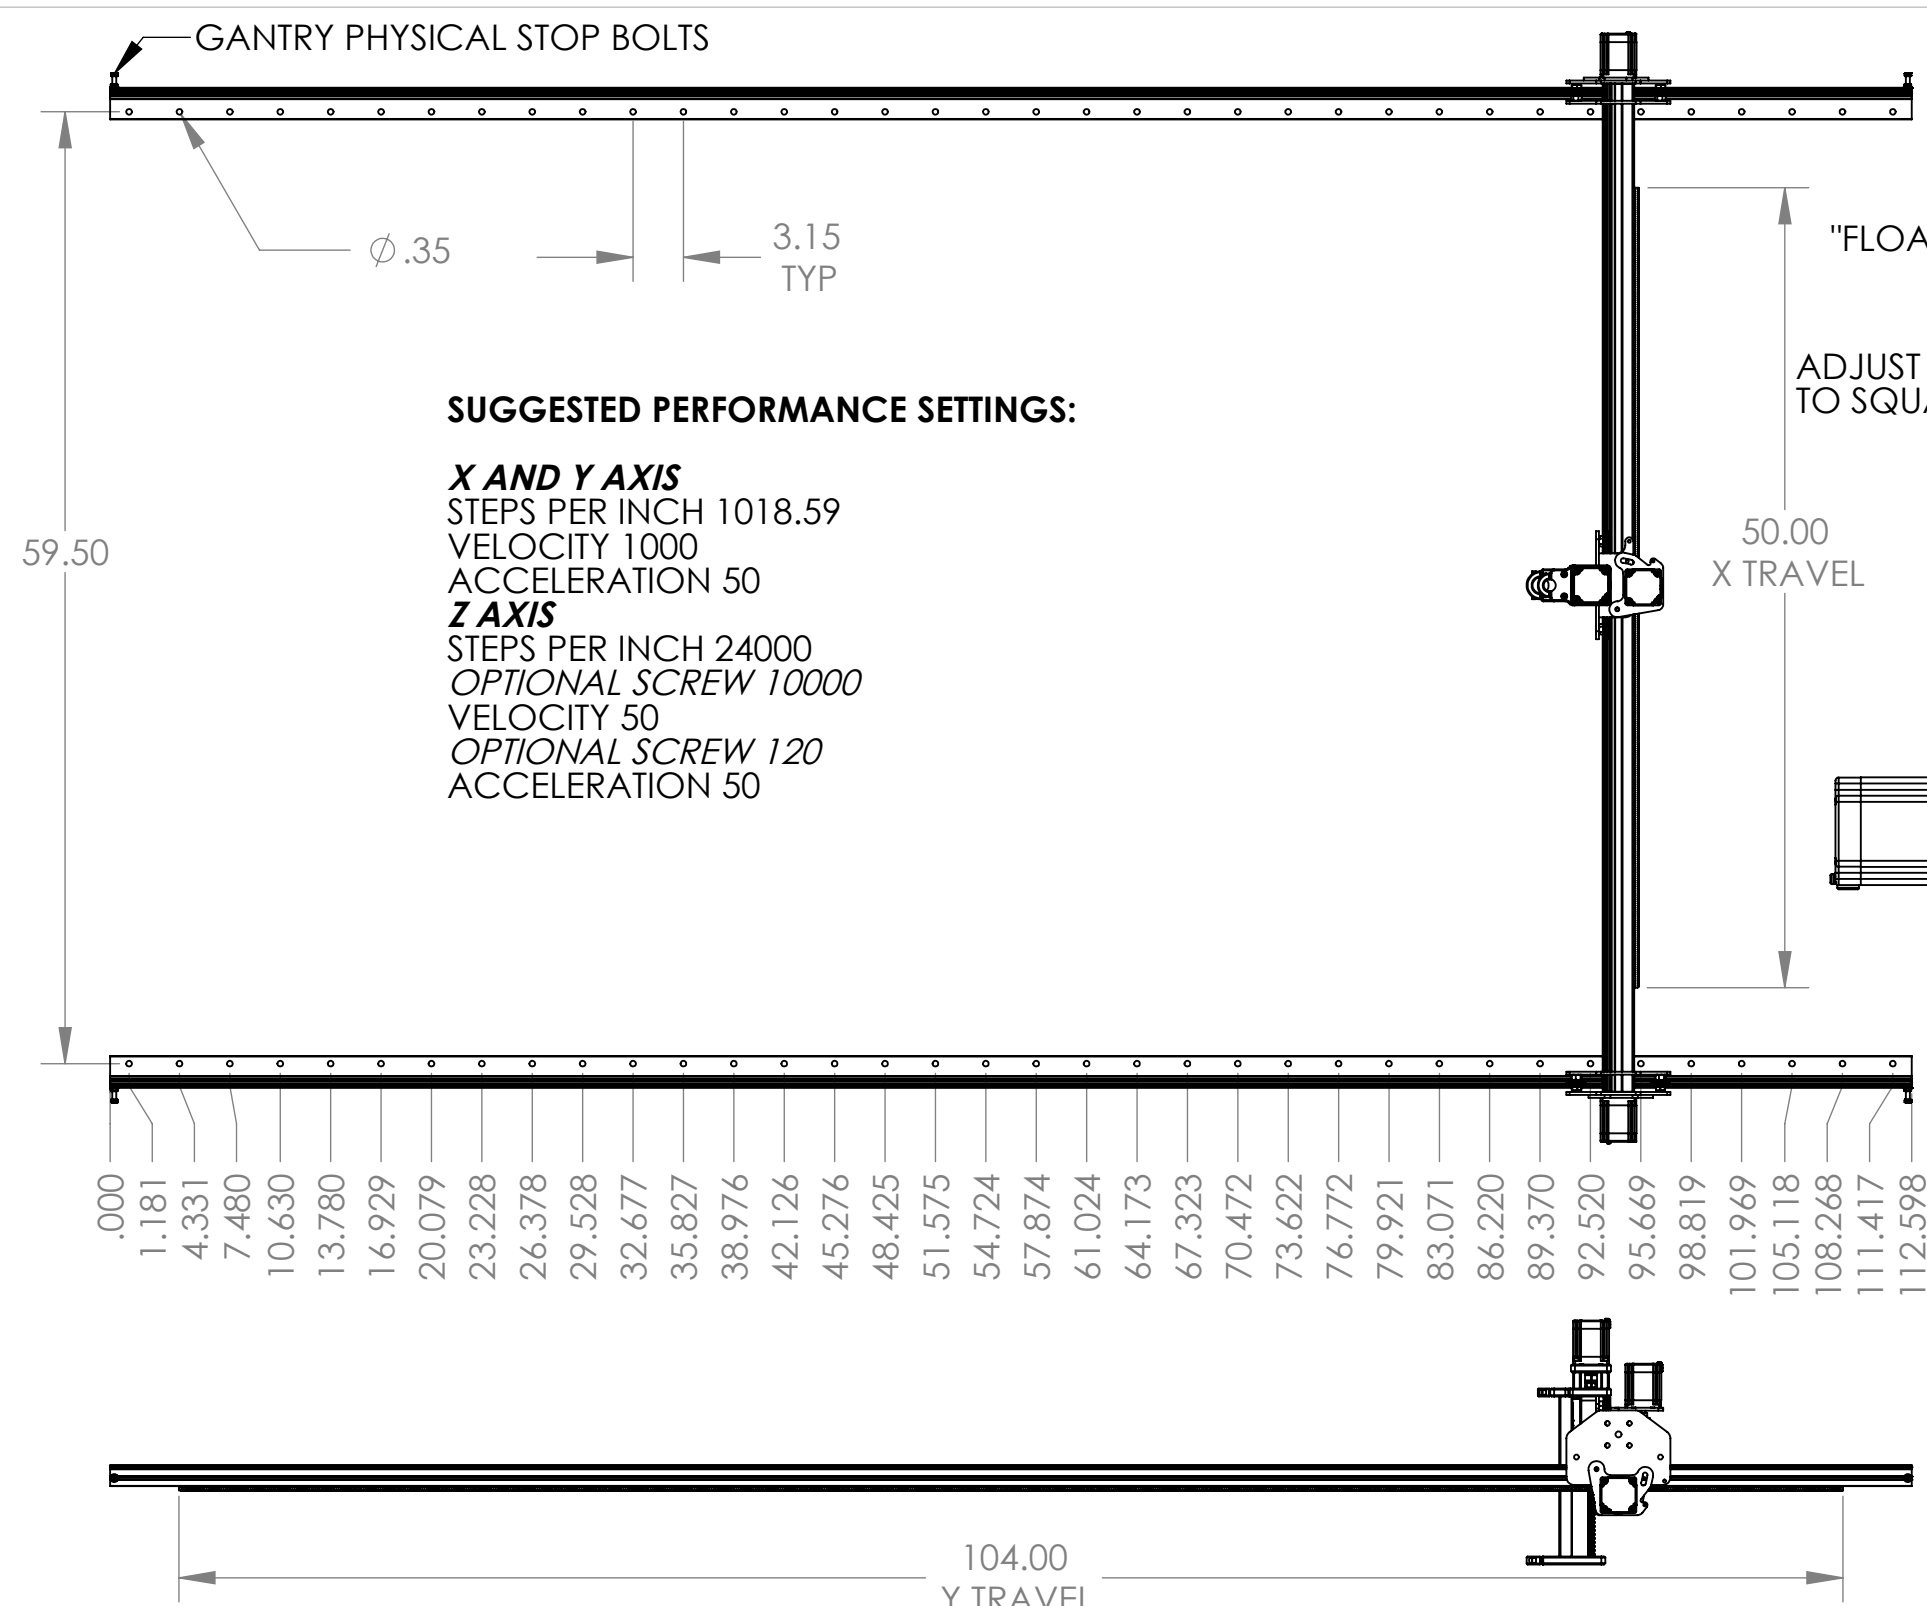 GANTRY PHYSICAL STOP BOLTS
∅.35
3.15
TYP
"FLOA
ADJUST
TO SQUA
SUGGESTED PERFORMANCE SETTINGS:
X AND Y AXIS
STEPS PER INCH 1018.59
VELOCITY 1000
ACCELERATION 50
Z AXIS
STEPS PER INCH 24000
OPTIONAL SCREW 10000
VELOCITY 50
OPTIONAL SCREW 120
ACCELERATION 50
59.50
50.00
X TRAVEL
.000
1.181
4.331
7.480
10.630
13.780
16.929
20.079
23.228
26.378
29.528
32.677
35.827
38.976
42.126
45.276
48.425
51.575
54.724
57.874
61.024
64.173
67.323
70.472
73.622
76.772
79.921
83.071
86.220
89.370
92.520
95.669
98.819
101.969
105.118
108.268
111.417
112.598
104.00
Y TRAVEL